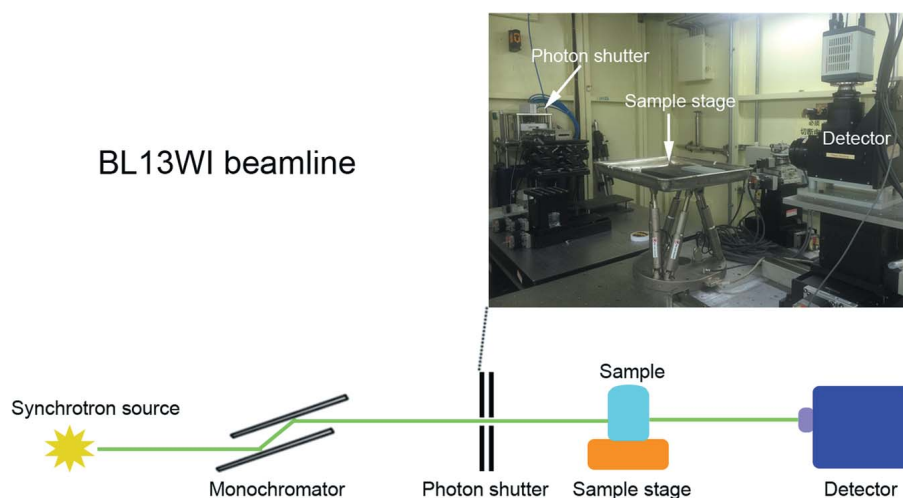 Photon shutter
Sample stage
Detector
BL13WI beamline
Sample
Synchrotron source
Monochromator
Photon shutter
Sample stage
Detector